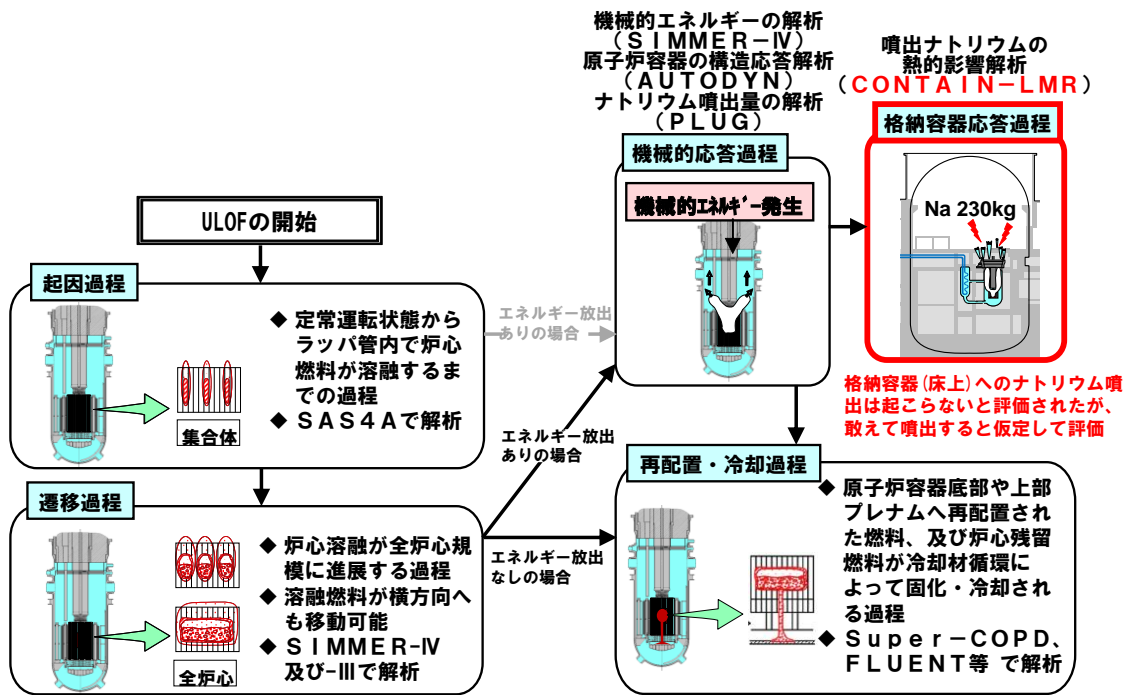 機械的エネルギーの解析
（ＳＩＭＭＥＲ－Ⅳ）
原子炉容器の構造応答解析
（ＡＵＴＯＤＹＮ）
ナトリウム噴出量の解析
（ＰＬＵＧ）
噴出ナトリウムの
熱的影響解析
（ＣＯＮＴＡＩＮ－ＬＭＲ）
格納容器応答過程
機械的応答過程
機械的ｴﾈﾙｷﾞｰ発生
Na 230kg
ULOFの開始
起因過程
◆ 定常運転状態から
ラッパ管内で炉心
燃料が溶融するま
での過程
◆ ＳＡＳ４Ａで解析
集合体
エネルギー放出
ありの場合
格納容器(床上)へのナトリウム噴
出は起こらないと評価されたが、
敢えて噴出すると仮定して評価
エネルギー放出
ありの場合
遷移過程
◆ 炉心溶融が全炉心規
模に進展する過程
◆ 溶融燃料が横方向へ
も移動可能
◆ ＳＩＭＭＥＲ-Ⅳ
及び-Ⅲで解析
全炉心
エネルギー放出
なしの場合
再配置・冷却過程
◆ 原子炉容器底部や上部
プレナムへ再配置され
た燃料、及び炉心残留
燃料が冷却材循環に
よって固化・冷却され
る過程
◆ Ｓｕｐｅｒ－ＣＯＰＤ、
ＦＬＵＥＮＴ等 で解析